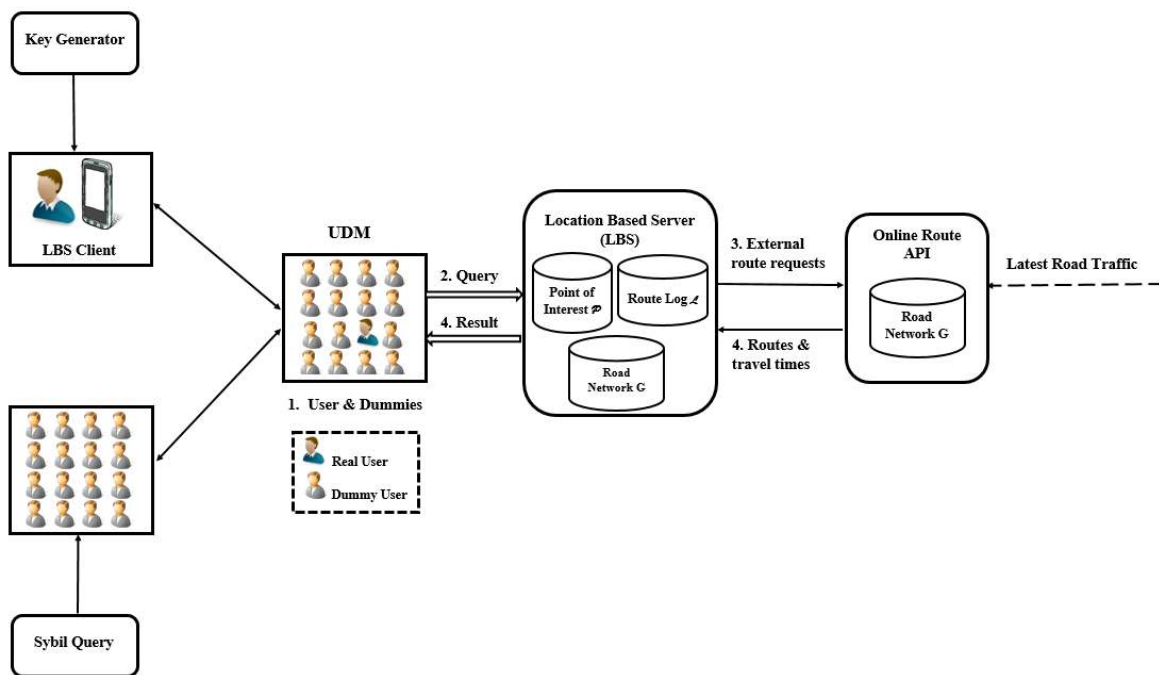 Key Generator
LBS Client
UDM
1. User & Dummies
Real User
Dummy User
Sybil Query
2. Query
4. Result
Location Based Server
(LBS)
Point of
Interest 𝒫
Route Log ℒ
Road
Network G
3. External
route requests
4. Routes &
travel times
Online Route
API
Road
Network G
Latest Road Traffic